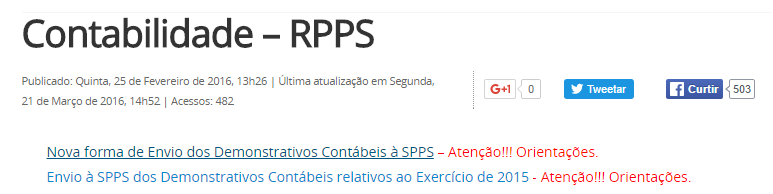 Contabilidade – RPPS
Publicado: Quinta, 25 de Fevereiro de 2016, 13h26 | Última atualização em Segunda,
21 de Março de 2016, 14h52 | Acessos: 482
G+1 0 Tweetar Curtir 503
Nova forma de Envio dos Demonstrativos Contábeis à SPPS – Atenção!!! Orientações.
Envio à SPPS dos Demonstrativos Contábeis relativos ao Exercício de 2015 - Atenção!!! Orientações.